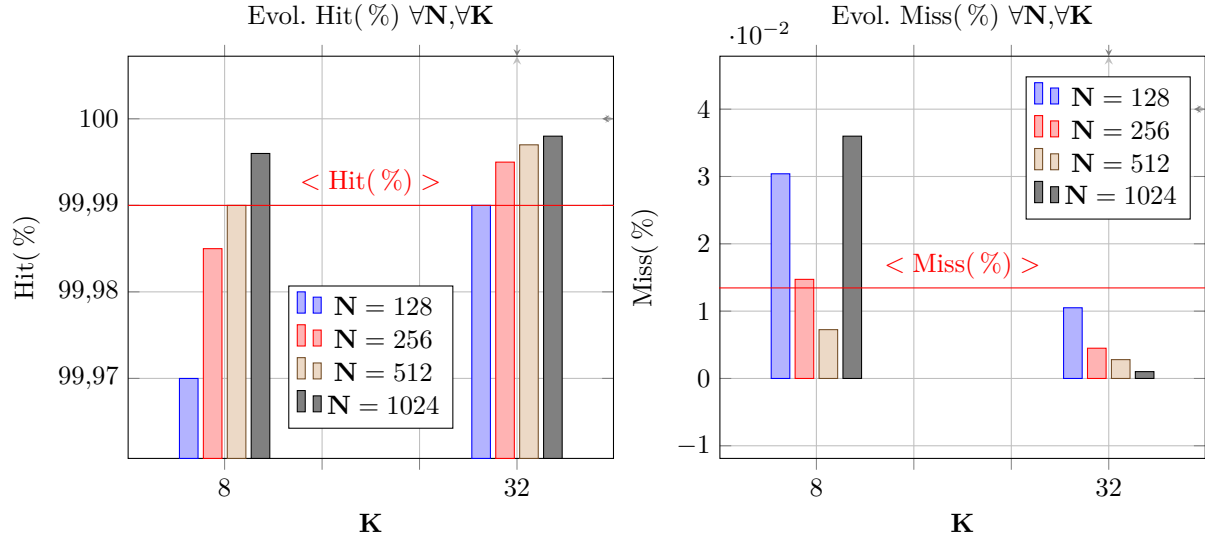 Evol. Hit( %) ∀N,∀K
100
99,99
99,98
99,97
Hit( %)
< Hit( %) >
N = 128
N = 256
N = 512
N = 1024
8
32
K
Evol. Miss( %) ∀N,∀K
·10−2
4
3
2
1
0
−1
Miss( %)
< Miss( %) >
N = 128
N = 256
N = 512
N = 1024
8
32
K